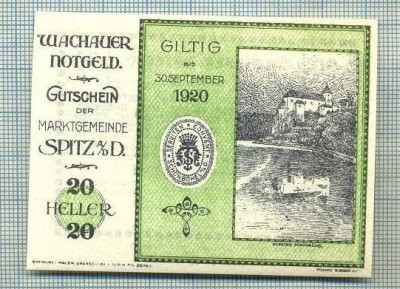 WACHAUER
NOTGELD.
GUTSCHEIN
DER
MARKTGEMEINDE
SPITZ a/D.
20
HELLER
20
GILTIG
BIS
30. SEPTEMBER
1920